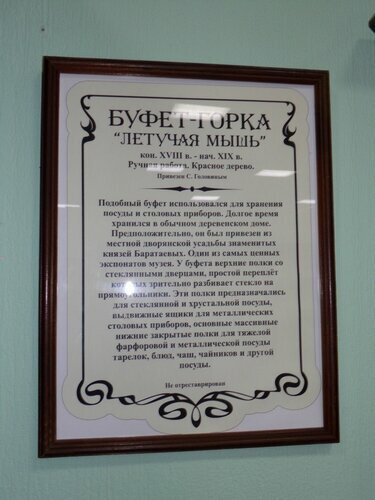 БУФЕТ-ГОРКА
"ЛЕТУЧАЯ МЫШЬ"
кон. XVIII в. - нач. XIX в.
Ручная работа. Красное дерево.
Привезен С. Головиным
Подобный буфет использовался для хранения
посуды и столовых приборов. Долгое время
хранился в обычном деревенском доме.
Предположительно, он был привезен из
местной дворянской усадьбы знаменитых
князей Баратаевых. Один из самых ценных
экспонатов музея. У буфета верхние полки со
стеклянными дверцами, простой переплёт
которых зрительно разбивает стекло на
прямоугольники. Эти полки предназначались
для стеклянной и хрустальной посуды,
выдвижные ящики для металлических
столовых приборов, основные массивные
нижние закрытые полки для тяжелой
фарфоровой и металлической посуды
тарелок, блюд, чаш, чайников и другой
посуды.
Не отреставрирован